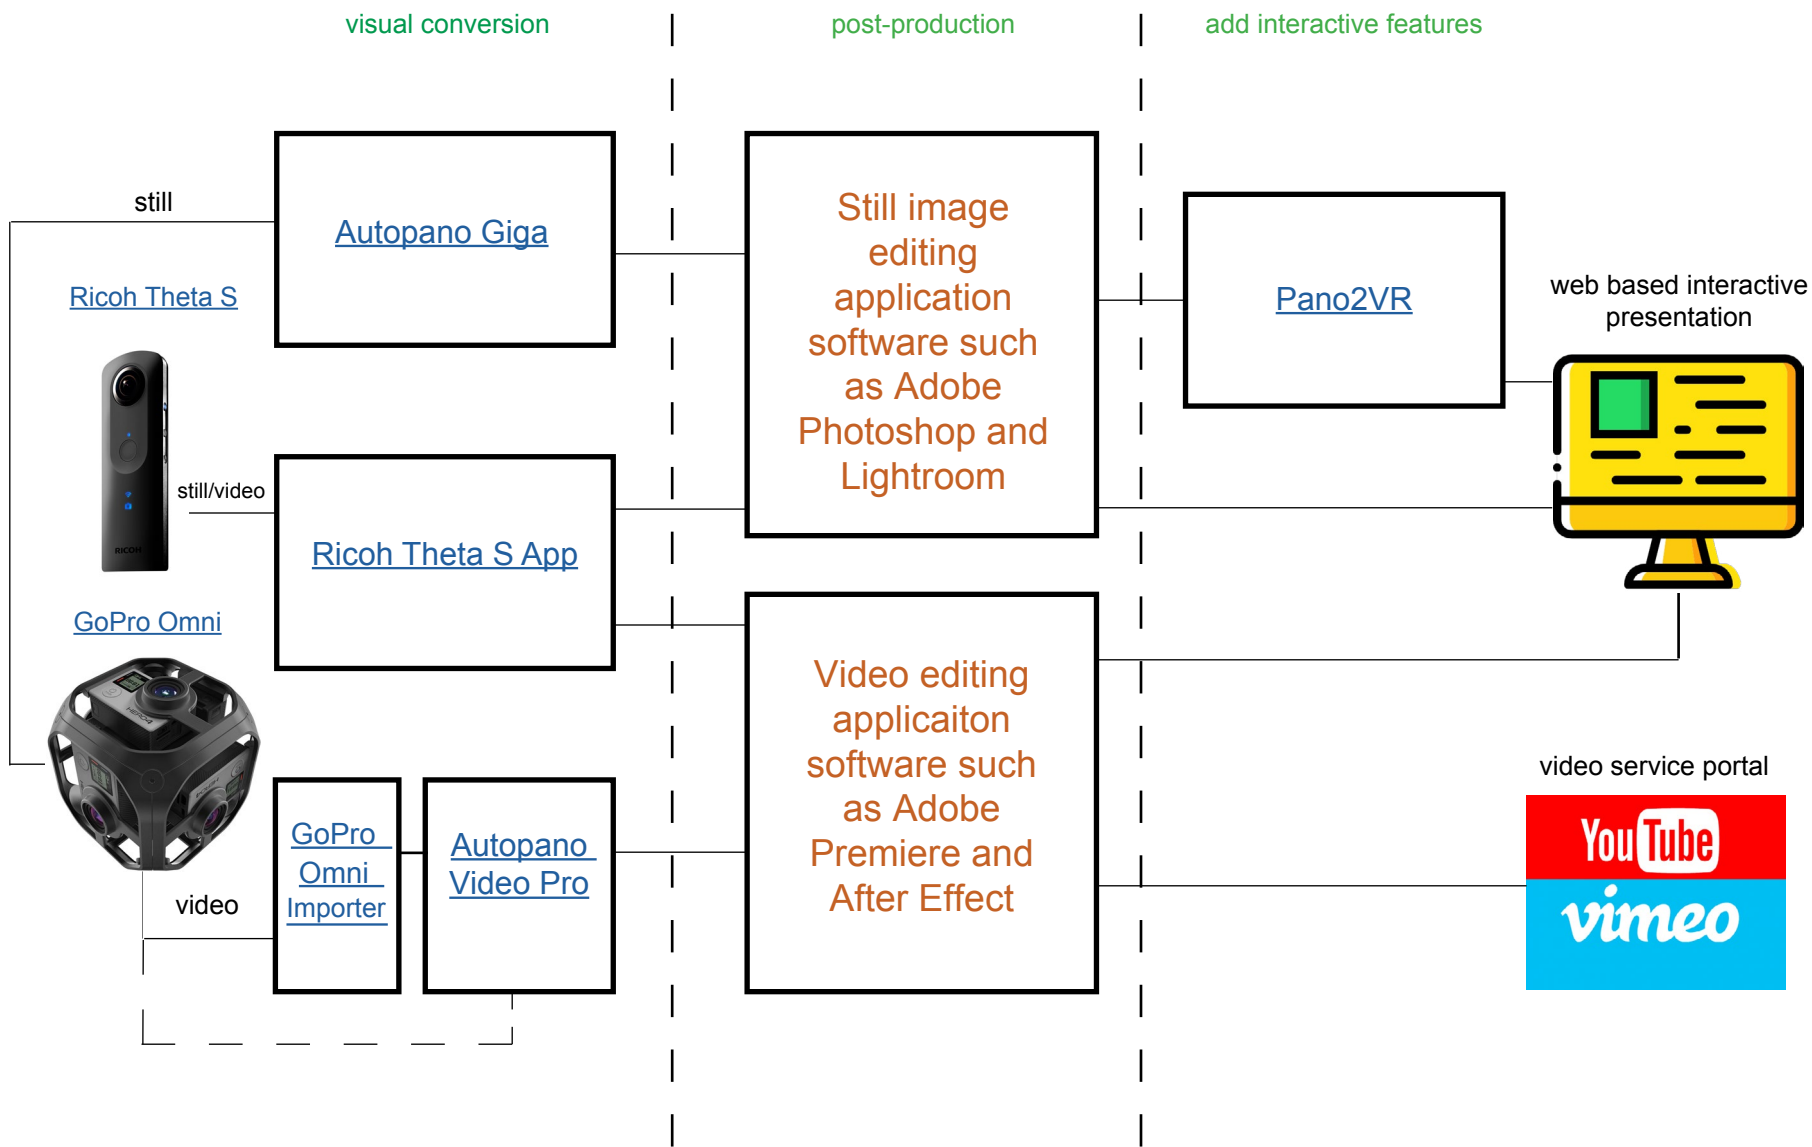 visual conversion
post-production
add interactive features
still
Autopano Giga
Ricoh Theta S
RICOH
still/video
Ricoh Theta S App
GoPro Omni
HERO4
video
GoPro
Omni
Importer
Autopano
Video Pro
Still image
editing
application
software such
as Adobe
Photoshop and
Lightroom
Video editing
applicaiton
software such
as Adobe
Premiere and
After Effect
Pano2VR
web based interactive
presentation
video service portal
YouTube
vimeo